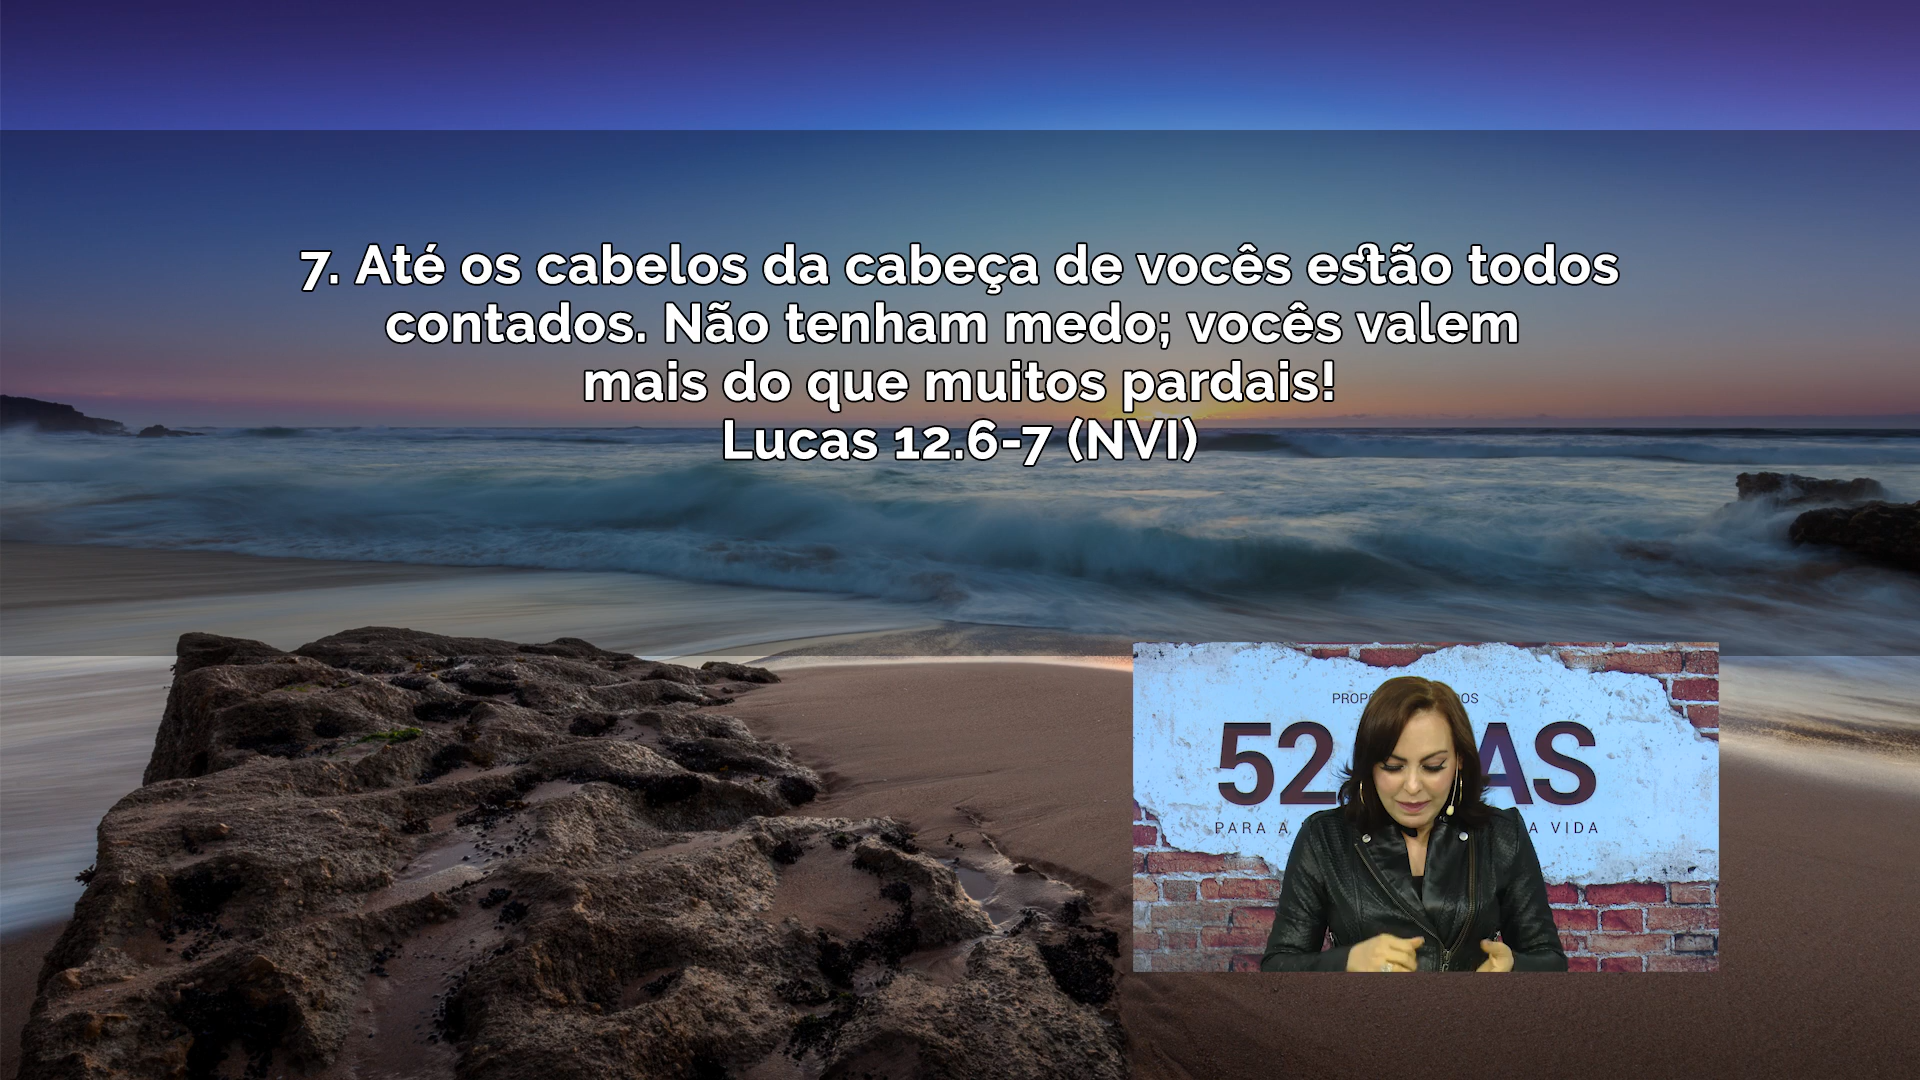 7. Até os cabelos da cabeça de vocês estão todos
contados. Não tenham medo; vocês valem
mais do que muitos pardais!
Lucas 12.6-7 (NVI)
52
AS
PARA A
A VIDA